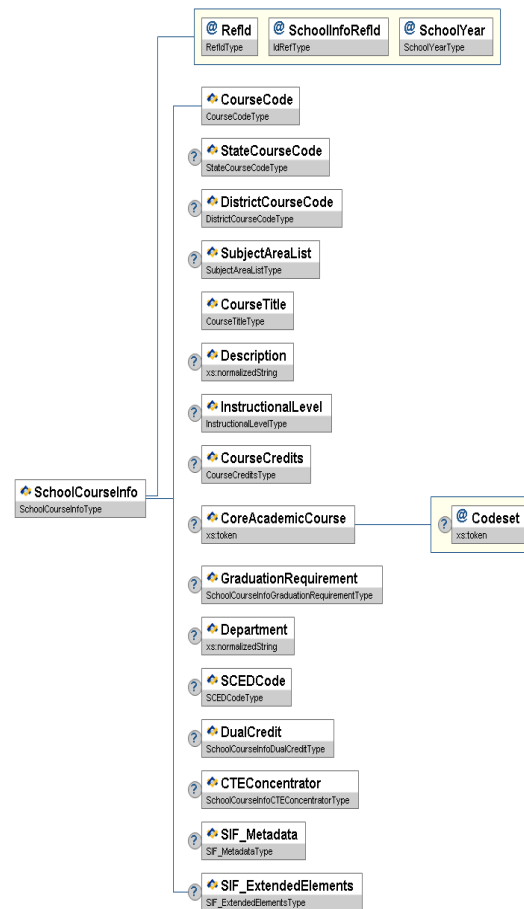 @ RefId
RefIdType
@ SchoolInfoRefId
IdRefType
@ SchoolYear
SchoolYearType
CourseCode
CourseCodeType
? StateCourseCode
StateCourseCodeType
? DistrictCourseCode
DistrictCourseCodeType
? SubjectAreaList
SubjectAreaListType
CourseTitle
CourseTitleType
? Description
xs:normalizedString
? InstructionalLevel
InstructionalLevelType
? CourseCredits
CourseCreditsType
SchoolCourseInfo
SchoolCourseInfoType
? CoreAcademicCourse
xs:token
? @ Codeset
xs:token
? GraduationRequirement
SchoolCourseInfoGraduationRequirementType
? Department
xs:normalizedString
? SCEDCode
SCEDCodeType
? DualCredit
SchoolCourseInfoDualCreditType
? CTEConcentrator
SchoolCourseInfoCTEConcentratorType
? SIF_Metadata
SIF_MetadataType
? SIF_ExtendedElements
SIF_ExtendedElementsType